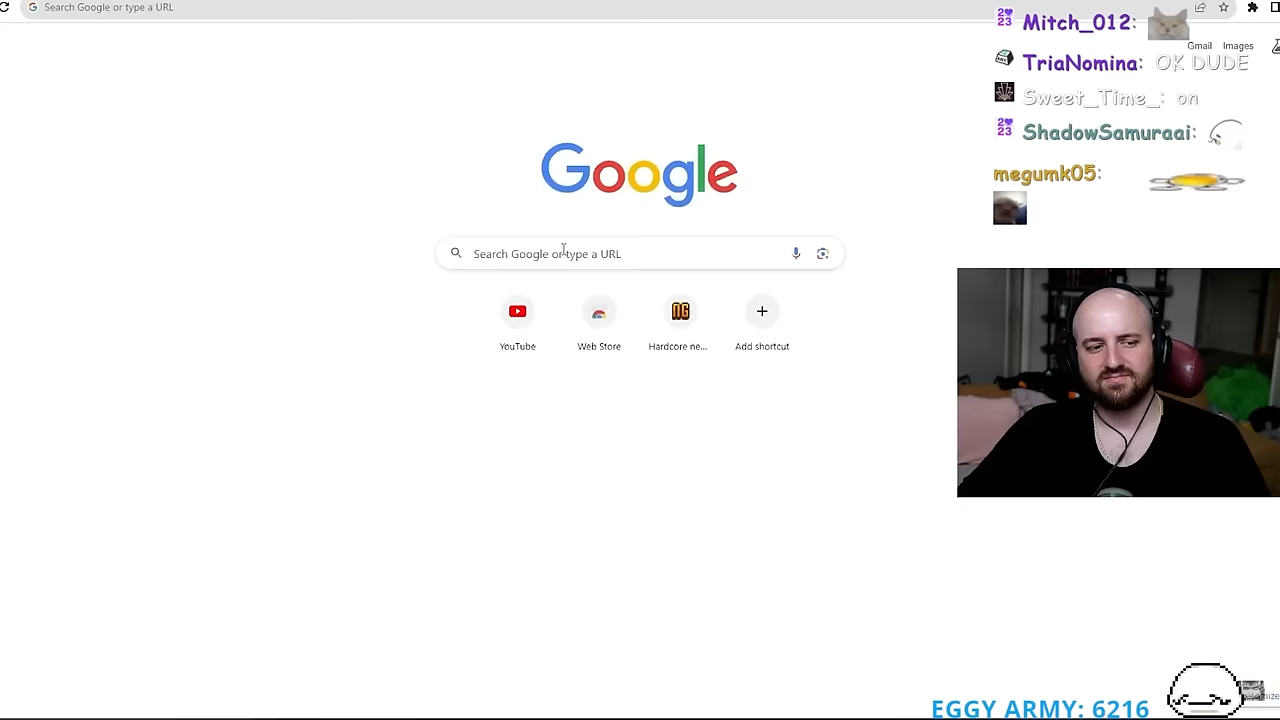 Search Google or type a URL
Mitch_012:
Gmail Images
TriaNomina: OK DUDE
Sweet_Time_: on
ShadowSamuraai:
megumk05:
Google
Search Google or type a URL
YouTube
Web Store
Hardcore ne...
Add shortcut
EGGY ARMY: 6216